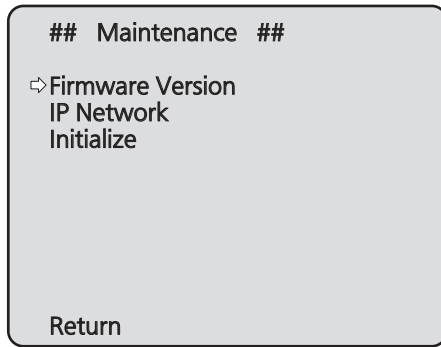 ## Maintenance ##
Firmware Version
IP Network
Initialize
Return